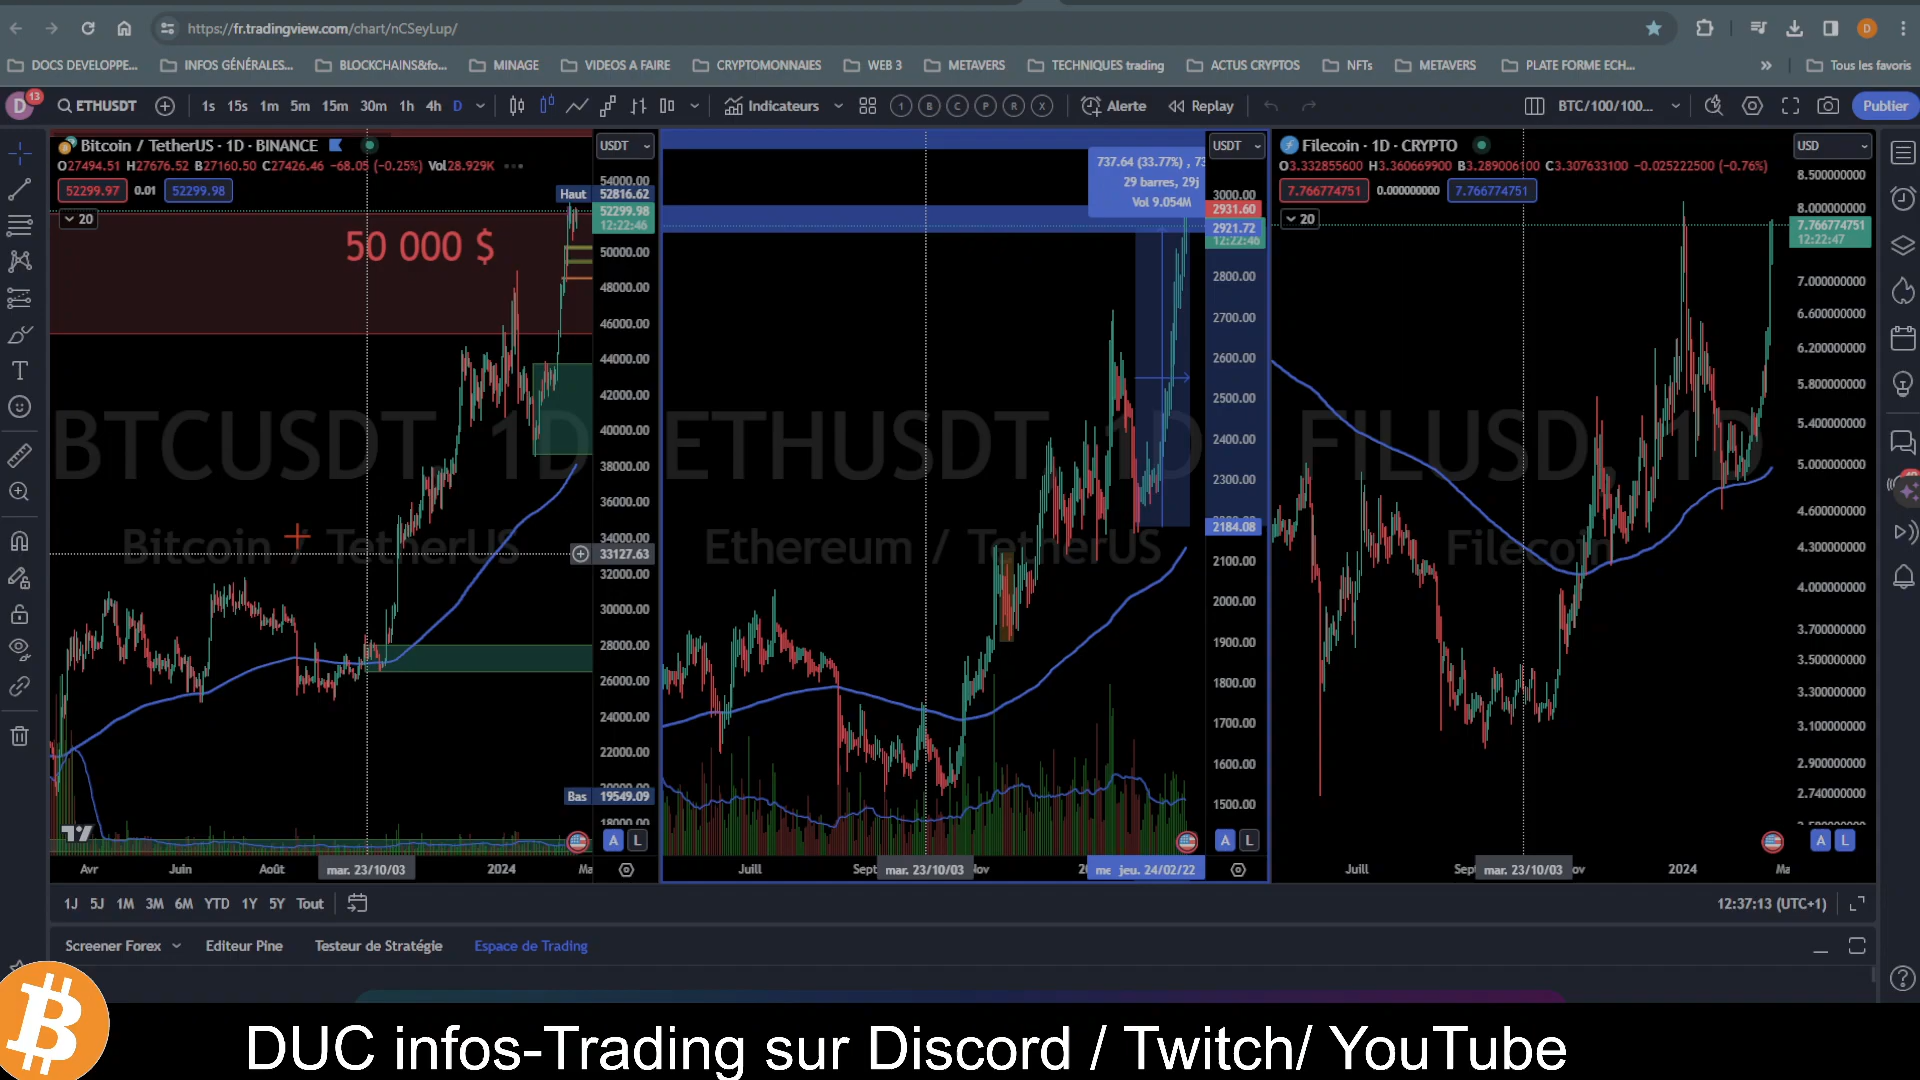 https://fr.tradingview.com/chart/nCSeyLup/
DOCS DEVELOPPE... INFOS GÉNÉRALES... BLOCKCHAINS&fo... MINAGE VIDEOS A FAIRE CRYPTOMONNAIES WEB 3 METAVERS TECHNIQUES trading ACTUS CRYPTOS NFTs METAVERS PLATE FORME ECH... » Tous les favoris
D 13 ETHUSDT 1s 15s 1m 5m 15m 30m 1h 4h D Indicateurs 1 B C P R X Alerte Replay BTC/100/100... Publier
Bitcoin / TetherUS · 1D · BINANCE
O27494.51 H27676.52 B27160.50 C27426.46 −68.05 (−0.25%) Vol28.929K
52299.97 0.01 52299.98
20
50 000 $
BTCUSDT, 1D
Bitcoin / TetherUS
USDT
54000.00
Haut 52816.62
52299.98
12:22:46
50000.00
48000.00
46000.00
44000.00
42000.00
40000.00
38000.00
36000.00
34000.00
33127.63
32000.00
30000.00
28000.00
26000.00
24000.00
22000.00
Bas 19549.09
18000.00
A L
Avr Juin Août mar. 23/10/03 2024
737.64 (33.77%) , 73
29 barres, 29j
Vol 9.054M
ETHUSDT, 1D
Ethereum / TetherUS
USDT
3000.00
2931.60
2921.72
12:22:46
2800.00
2700.00
2600.00
2500.00
2400.00
2300.00
2184.08
2100.00
2000.00
1900.00
1800.00
1700.00
1600.00
1500.00
A L
Juill Sept mar. 23/10/03 me jeu. 24/02/22
Filecoin · 1D · CRYPTO
O3.332855600 H3.360669900 B3.289006100 C3.307633100 −0.025222500 (−0.76%)
7.766774751 0.000000000 7.766774751
20
FILUSD, 1D
Filecoin
USD
8.500000000
8.000000000
7.766774751
12:22:47
7.000000000
6.600000000
6.200000000
5.800000000
5.400000000
5.000000000
4.600000000
4.300000000
4.000000000
3.700000000
3.500000000
3.300000000
3.100000000
2.900000000
2.740000000
A L
Juill mar. 23/10/03 2024
1J 5J 1M 3M 6M YTD 1Y 5Y Tout 12:37:13 (UTC+1)
Screener Forex Editeur Pine Testeur de Stratégie Espace de Trading
DUC infos-Trading sur Discord / Twitch/ YouTube